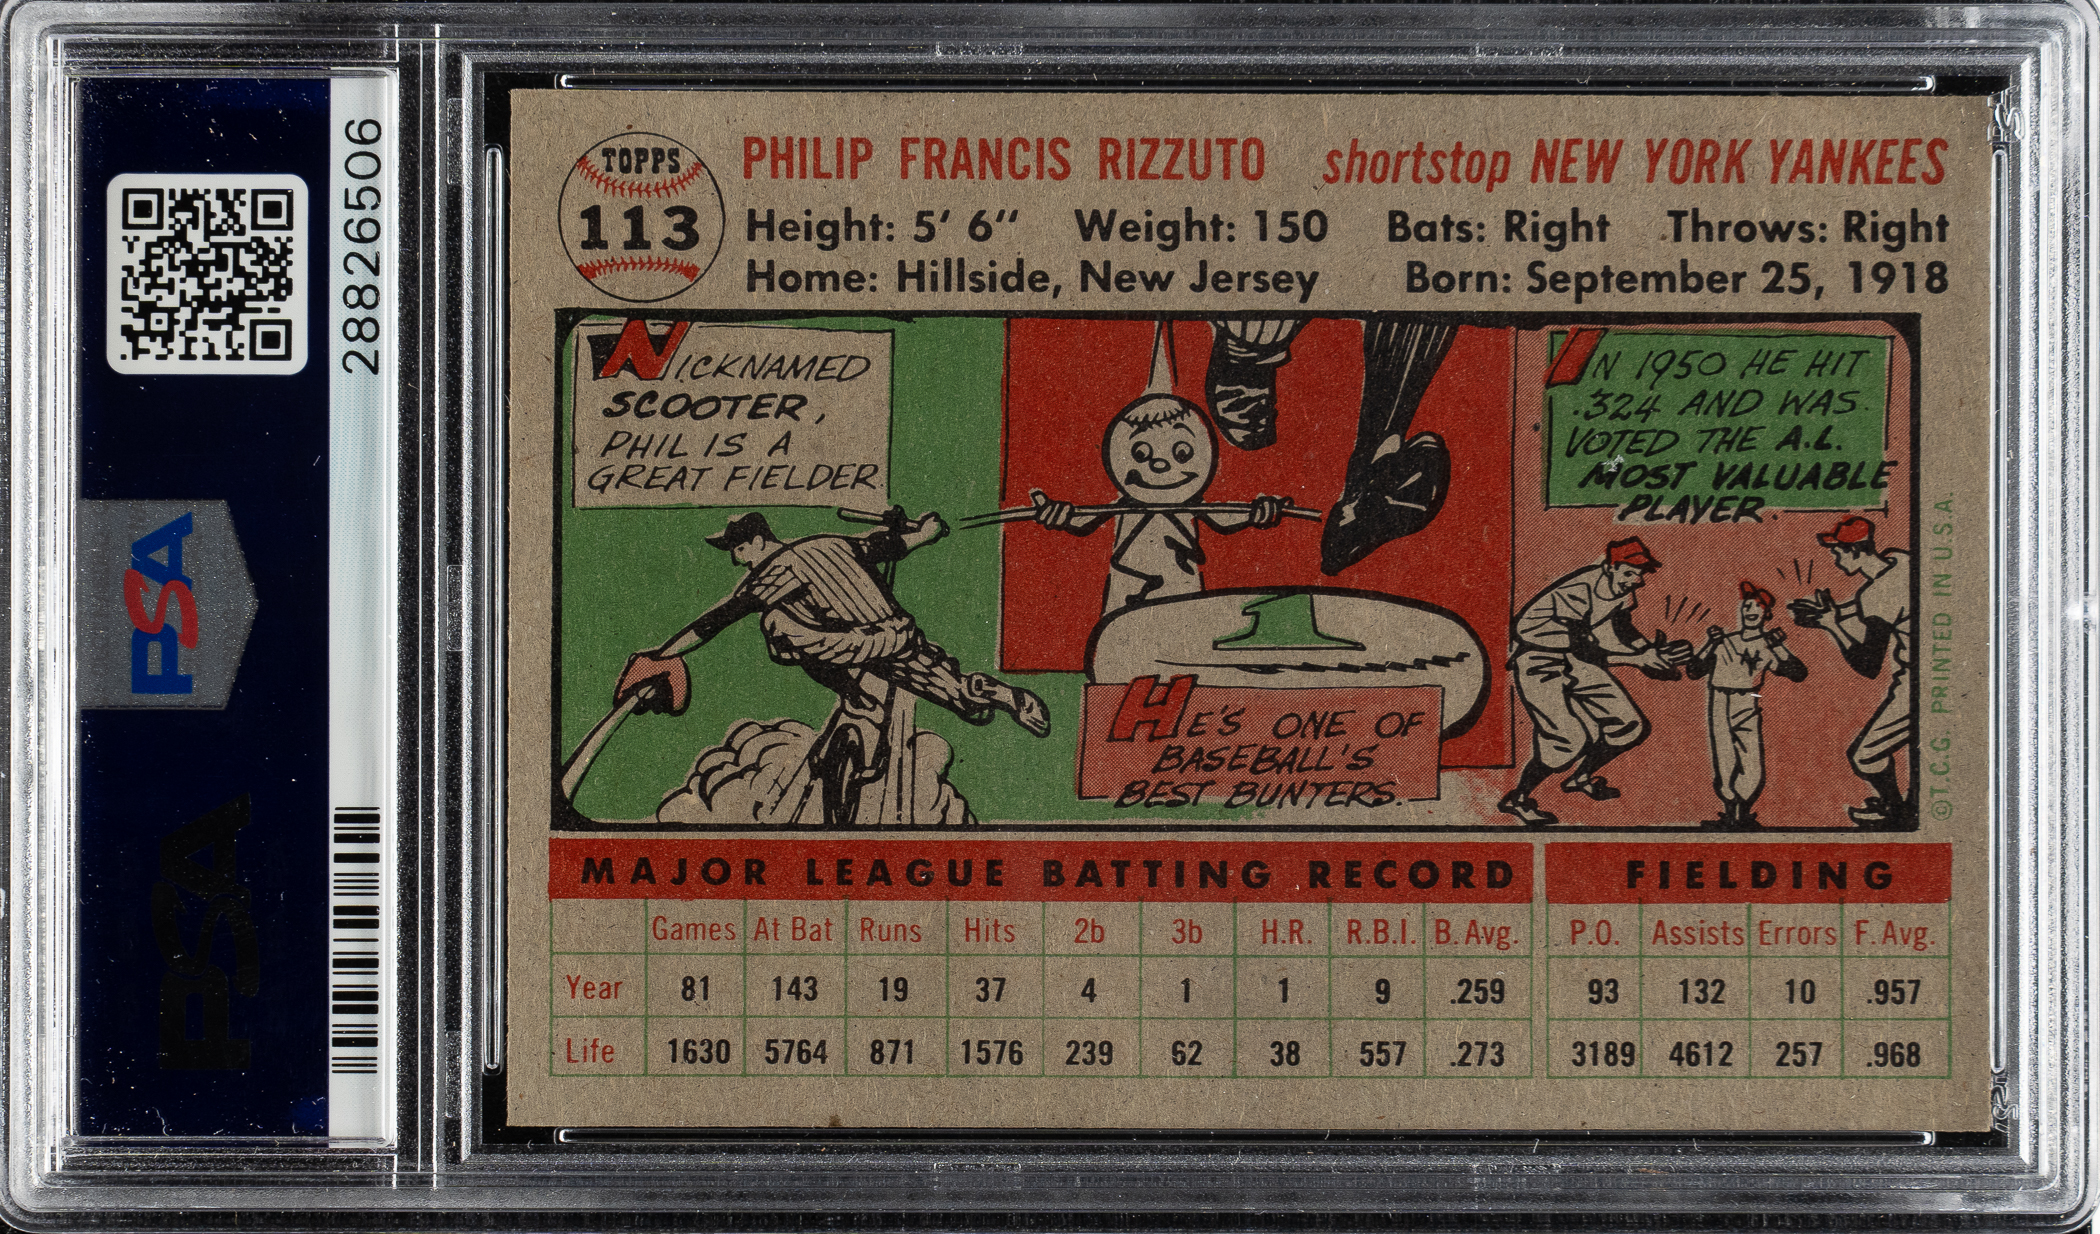 28826506
PSA
PSA
TOPPS
113
PHILIP FRANCIS RIZZUTO shortstop NEW YORK YANKEES
Height: 5' 6" Weight: 150 Bats: Right Throws: Right
Home: Hillside, New Jersey Born: September 25, 1918
NICKNAMED
SCOOTER,
PHIL IS A
GREAT FIELDER.
HE'S ONE OF
BASEBALL'S
BEST BUNTERS.
IN 1950 HE HIT
.324 AND WAS
VOTED THE A.L.
MOST VALUABLE
PLAYER.
NY
©T.C.G. PRINTED IN U.S.A.
MAJOR LEAGUE BATTING RECORD FIELDING
Games At Bat Runs Hits 2b 3b H.R. R.B.I. B. Avg. P.O. Assists Errors F. Avg.
Year 81 143 19 37 4 1 1 9 .259 93 132 10 .957
Life 1630 5764 871 1576 239 62 38 557 .273 3189 4612 257 .968